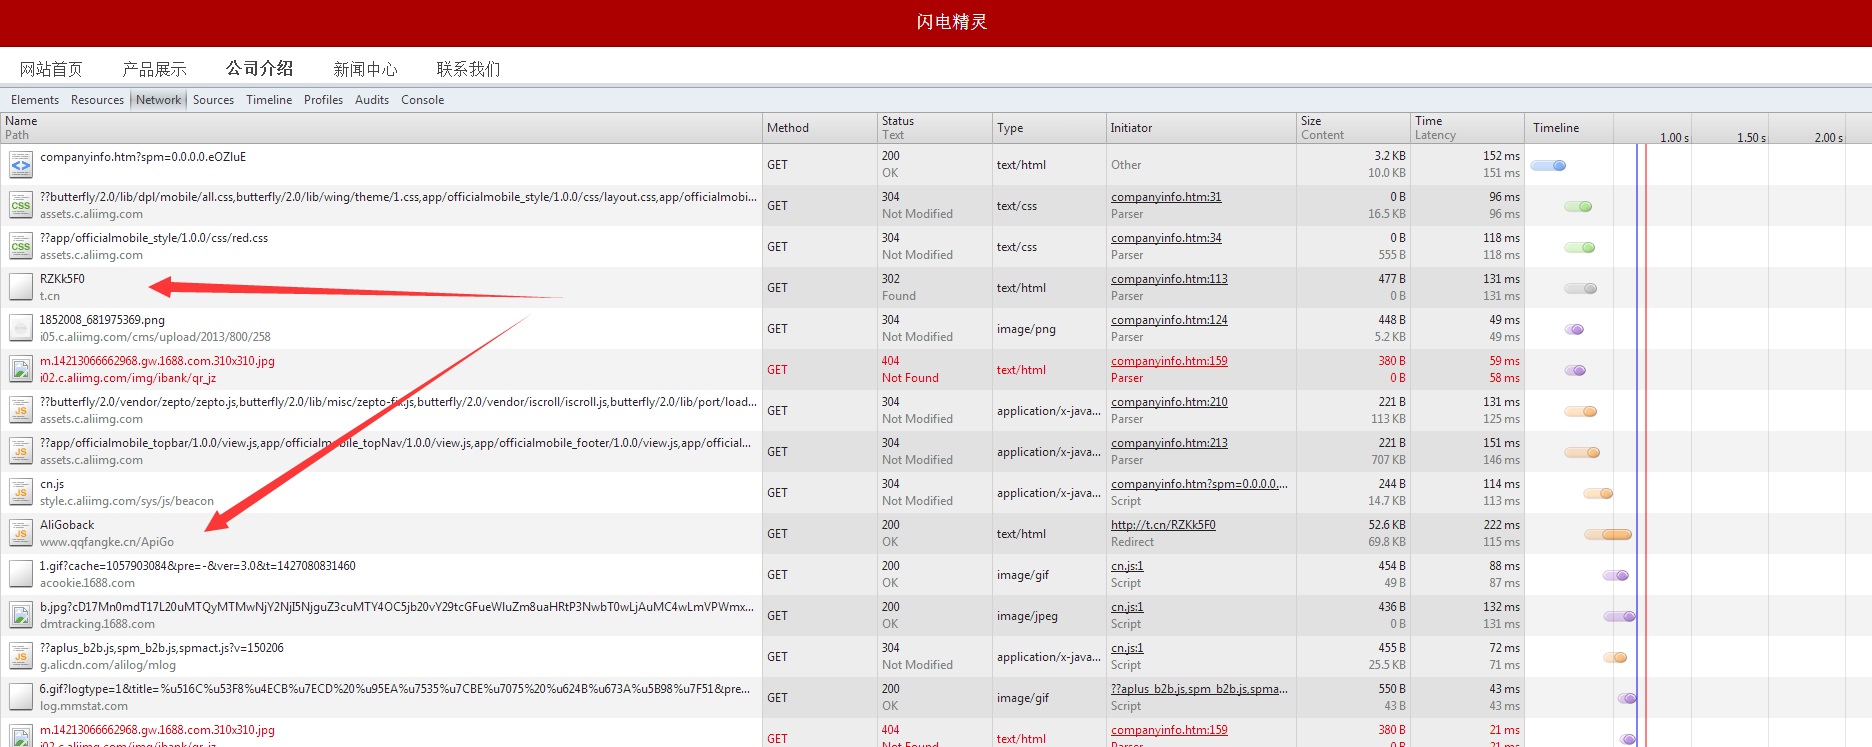 闪电精灵
网站首页 产品展示 公司介绍 新闻中心 联系我们
Elements Resources Network Sources Timeline Profiles Audits Console
Name Method Status Type Initiator Size Time Timeline
Path Text Content Latency 1.00 s 1.50 s 2.00 s
companyinfo.htm?spm=0.0.0.0.eOZIuE GET 200 text/html Other 3.2 KB 152 ms
OK 10.0 KB 151 ms
??butterfly/2.0/lib/dpl/mobile/all.css,butterfly/2.0/lib/wing/theme/1.css,app/officialmobile_style/1.0.0/css/layout.css,app/officialmobi... GET 304 text/css companyinfo.htm:31 0 B 96 ms
assets.c.aliimg.com Not Modified Parser 16.5 KB 96 ms
??app/officialmobile_style/1.0.0/css/red.css GET 304 text/css companyinfo.htm:34 0 B 118 ms
assets.c.aliimg.com Not Modified Parser 555 B 118 ms
RZKk5F0 GET 302 text/html companyinfo.htm:113 477 B 131 ms
t.cn Found Parser 0 B 131 ms
1852008_681975369.png GET 304 image/png companyinfo.htm:124 448 B 49 ms
i05.c.aliimg.com/cms/upload/2013/800/258 Not Modified Parser 5.2 KB 49 ms
m.14213066662968.gw.1688.com.310x310.jpg GET 404 text/html companyinfo.htm:159 380 B 59 ms
i02.c.aliimg.com/img/ibank/qr_jz Not Found Parser 0 B 58 ms
??butterfly/2.0/vendor/zepto/zepto.js,butterfly/2.0/lib/misc/zepto-fix.js,butterfly/2.0/vendor/iscroll/iscroll.js,butterfly/2.0/lib/port/load... GET 304 application/x-java... companyinfo.htm:210 221 B 131 ms
assets.c.aliimg.com Not Modified Parser 113 KB 125 ms
??app/officialmobile_topbar/1.0.0/view.js,app/officialmobile_topNav/1.0.0/view.js,app/officialmobile_footer/1.0.0/view.js,app/official... GET 304 application/x-java... companyinfo.htm:213 221 B 151 ms
assets.c.aliimg.com Not Modified Parser 707 KB 146 ms
cn.js GET 304 application/x-java... companyinfo.htm?spm=0.0.0.0.... 244 B 114 ms
style.c.aliimg.com/sys/js/beacon Not Modified Script 14.7 KB 113 ms
AliGoback GET 200 text/html http://t.cn/RZKk5F0 52.6 KB 222 ms
www.qqfangke.cn/ApiGo OK Redirect 69.8 KB 115 ms
1.gif?cache=1057903084&pre=-&ver=3.0&t=1427080831460 GET 200 image/gif cn.js:1 454 B 88 ms
acookie.1688.com OK Script 49 B 87 ms
b.jpg?cD17Mn0mdT17L20uMTQyMTMwNjY2NjI5NjguZ3cuMTY4OC5jb20vY29tcGFueWluZm8uaHRtP3NwbT0wLjAuMC4wLmVPWmx... GET 200 image/jpeg cn.js:1 436 B 132 ms
dmtracking.1688.com OK Script 0 B 131 ms
??aplus_b2b.js,spm_b2b.js,spmact.js?v=150206 GET 304 application/x-java... cn.js:1 455 B 72 ms
g.alicdn.com/alilog/mlog Not Modified Script 25.5 KB 71 ms
6.gif?logtype=1&title=%u516C%u53F8%u4ECB%u7ECD%20%u95EA%u7535%u7CBE%u7075%20%u624B%u673A%u5B98%u7F51&pre... GET 200 image/gif ??aplus_b2b.js,spm_b2b.js,spma... 550 B 43 ms
log.mmstat.com OK Script 43 B 43 ms
m.14213066662968.gw.1688.com.310x310.jpg GET 404 text/html companyinfo.htm:159 380 B 21 ms
i02.c.aliimg.com/img/ibank/qr_jz Not Found Parser 0 B 21 ms